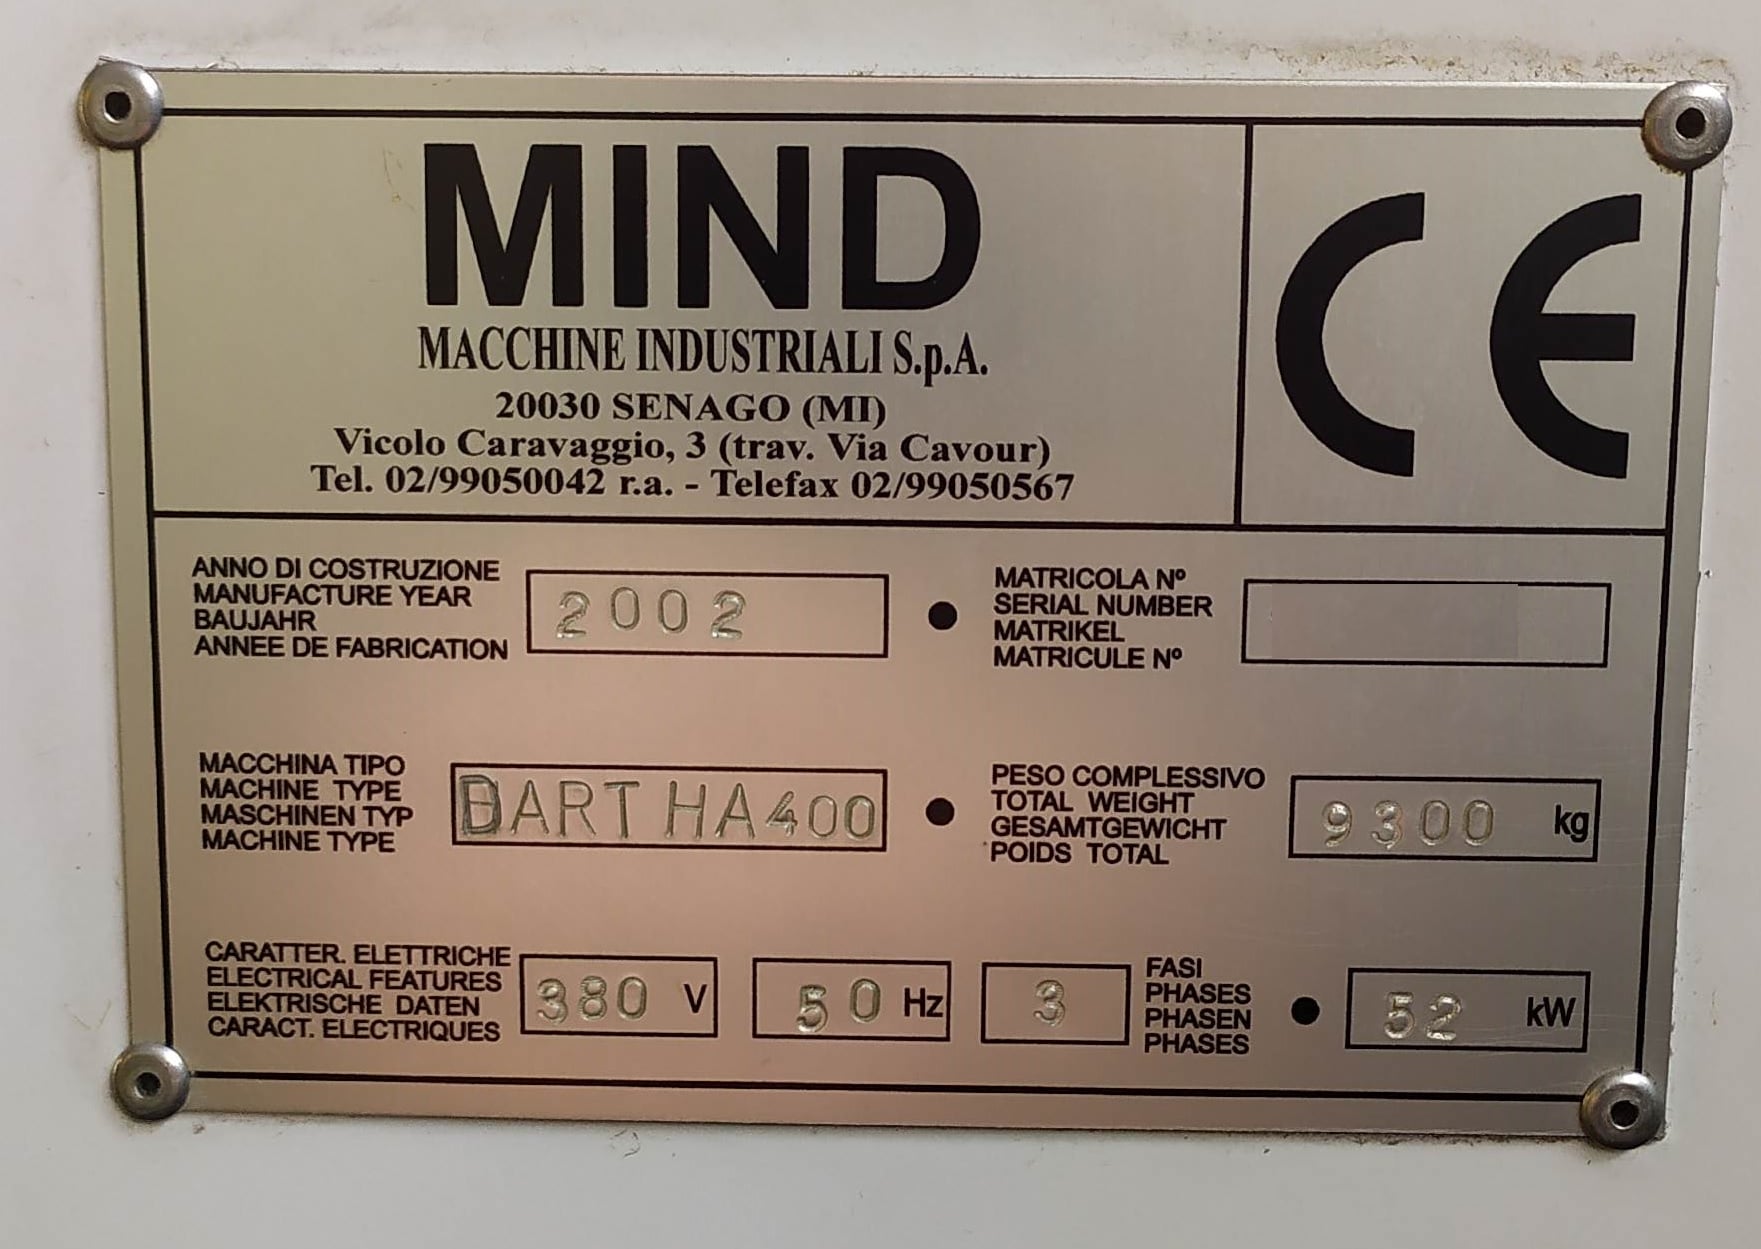 MIND
MACCHINE INDUSTRIALI S.p.A.
20030 SENAGO (MI)
Vicolo Caravaggio, 3 (trav. Via Cavour)
Tel. 02/99050042 r.a. - Telefax 02/99050567
CE
ANNO DI COSTRUZIONE
MANUFACTURE YEAR
BAUJAHR
ANNEE DE FABRICATION
2002
MATRICOLA Nº
SERIAL NUMBER
MATRIKEL
MATRICULE Nº
MACCHINA TIPO
MACHINE TYPE
MASCHINEN TYP
MACHINE TYPE
DART HA400
PESO COMPLESSIVO
TOTAL WEIGHT
GESAMTGEWICHT
POIDS TOTAL
9300 kg
CARATTER. ELETTRICHE
ELECTRICAL FEATURES
ELEKTRISCHE DATEN
CARACT. ELECTRIQUES
380 V
50 Hz
3
FASI
PHASES
PHASEN
PHASES
52 kW